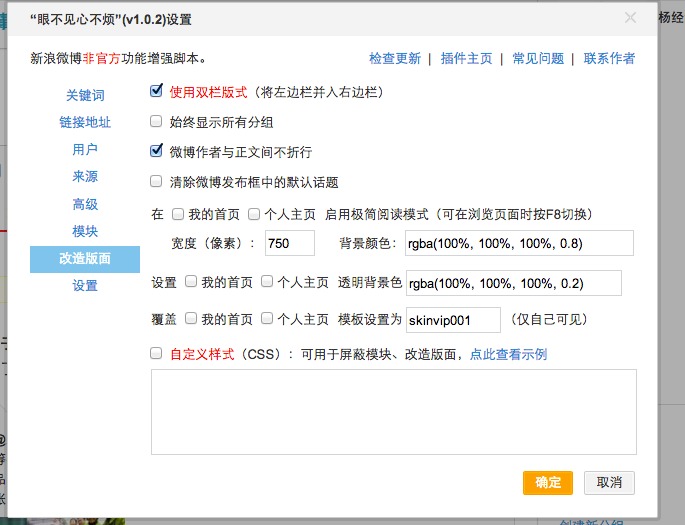 “眼不见心不烦”(v1.0.2)设置
杨经
新浪微博非官方功能增强脚本。
检查更新 | 插件主页 | 常见问题 | 联系作者
关键词
链接地址
用户
来源
高级
模块
改造版面
设置
使用双栏版式（将左边栏并入右边栏）
始终显示所有分组
微博作者与正文间不折行
清除微博发布框中的默认话题
在 我的首页 个人主页 启用极简阅读模式（可在浏览页面时按F8切换）
宽度（像素）： 750 背景颜色： rgba(100%, 100%, 100%, 0.8)
设置 我的首页 个人主页 透明背景色 rgba(100%, 100%, 100%, 0.2)
覆盖 我的首页 个人主页 模板设置为 skinvip001 （仅自己可见）
自定义样式（CSS）：可用于屏蔽模块、改造版面，点此查看示例
确定
取消